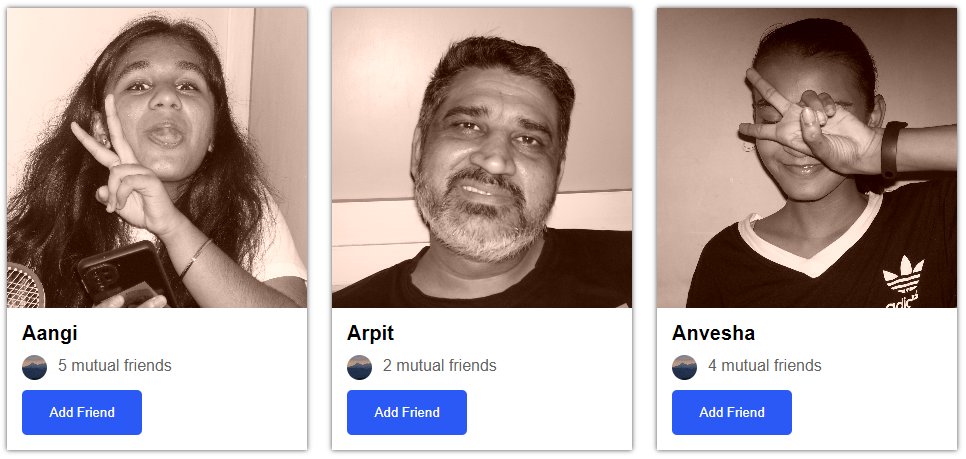 Aangi
5 mutual friends
Add Friend
Arpit
2 mutual friends
Add Friend
Anvesha
4 mutual friends
Add Friend